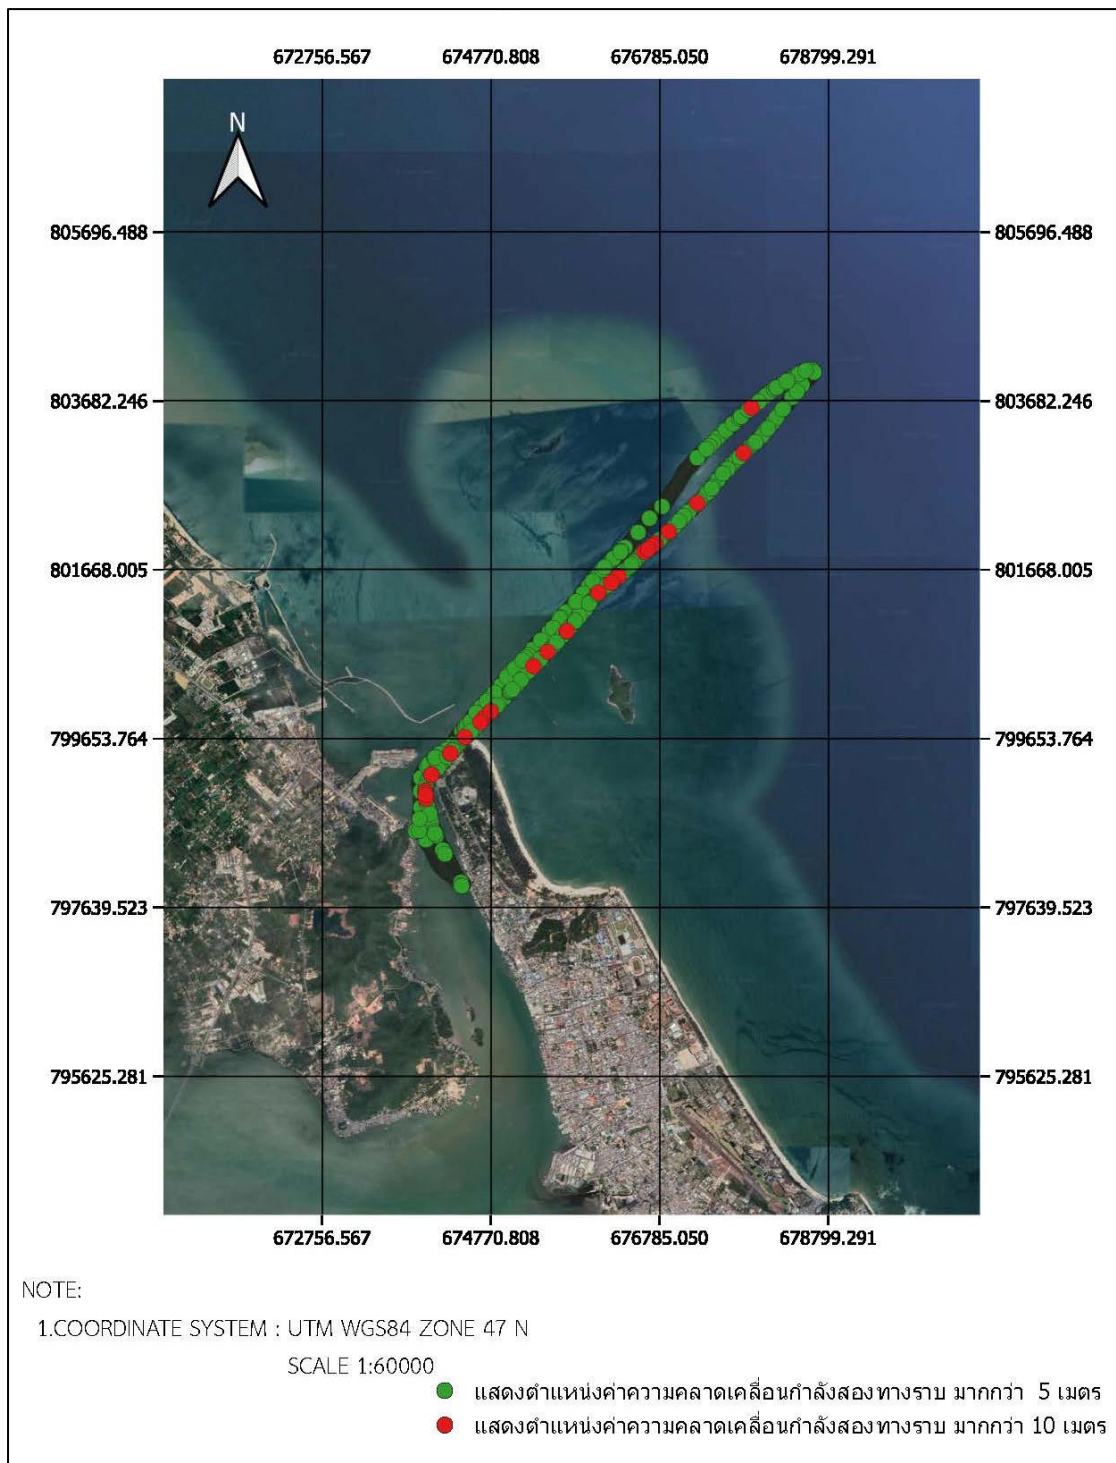 672756.567 674770.808 676785.050 678799.291
N
805696.488 805696.488
803682.246 803682.246
801668.005 801668.005
799653.764 799653.764
797639.523 797639.523
795625.281 795625.281
672756.567 674770.808 676785.050 678799.291
NOTE:
1.COORDINATE SYSTEM : UTM WGS84 ZONE 47 N
SCALE 1:60000
แสดงตำแหน่งค่าความคลาดเคลื่อนกำลังสองทางราบ มากกว่า 5 เมตร
แสดงตำแหน่งค่าความคลาดเคลื่อนกำลังสองทางราบ มากกว่า 10 เมตร